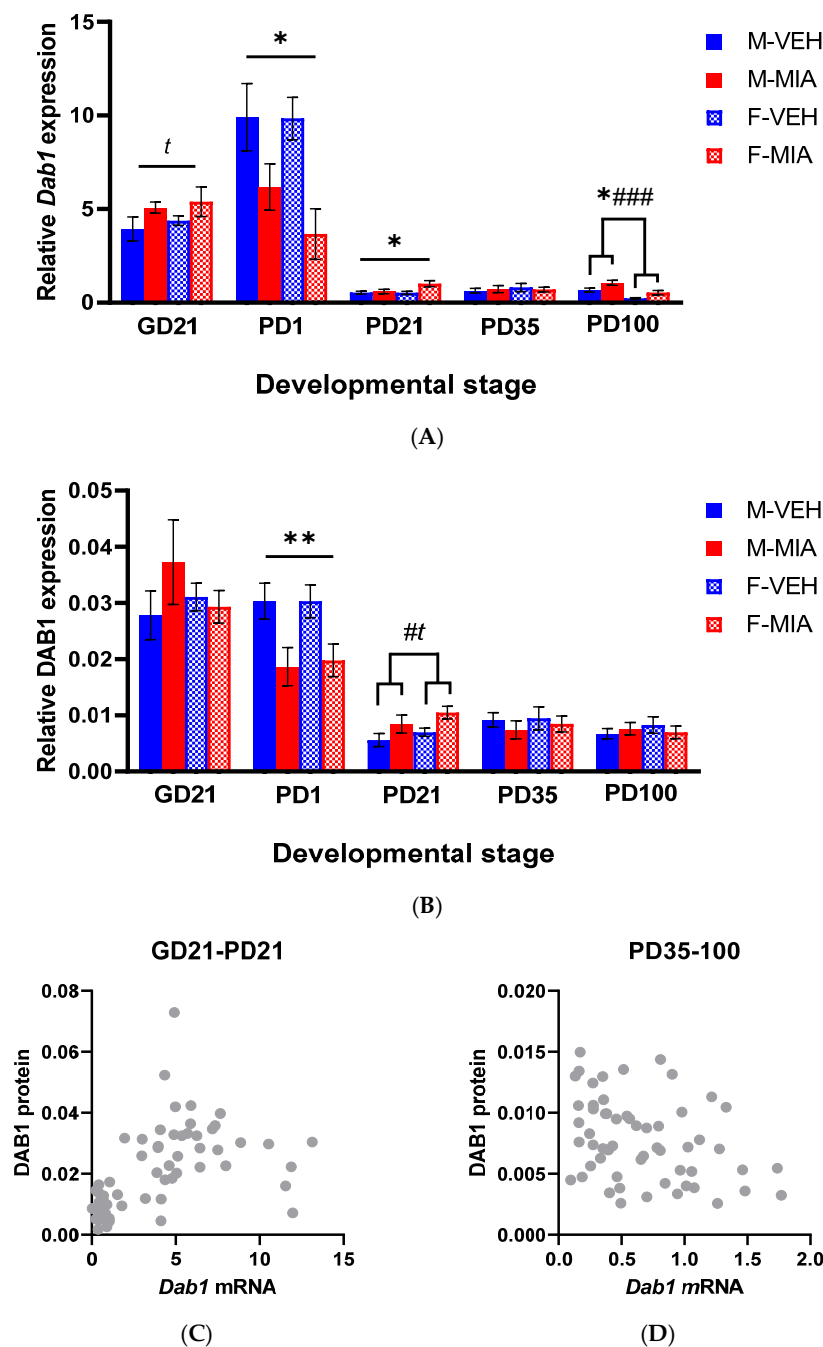 Relative Dab1 expression
15
10
5
0
t
*
*
*###
GD21
PD1
PD21
PD35
PD100
Developmental stage
M-VEH
M-MIA
F-VEH
F-MIA
(A)
Relative DAB1 expression
0.05
0.04
0.03
0.02
0.01
0.00
**
#t
GD21
PD1
PD21
PD35
PD100
Developmental stage
M-VEH
M-MIA
F-VEH
F-MIA
(B)
GD21-PD21
DAB1 protein
0.08
0.06
0.04
0.02
0.00
0
5
10
15
Dab1 mRNA
(C)
PD35-100
DAB1 protein
0.020
0.015
0.010
0.005
0.000
0.0
0.5
1.0
1.5
2.0
Dab1 mRNA
(D)